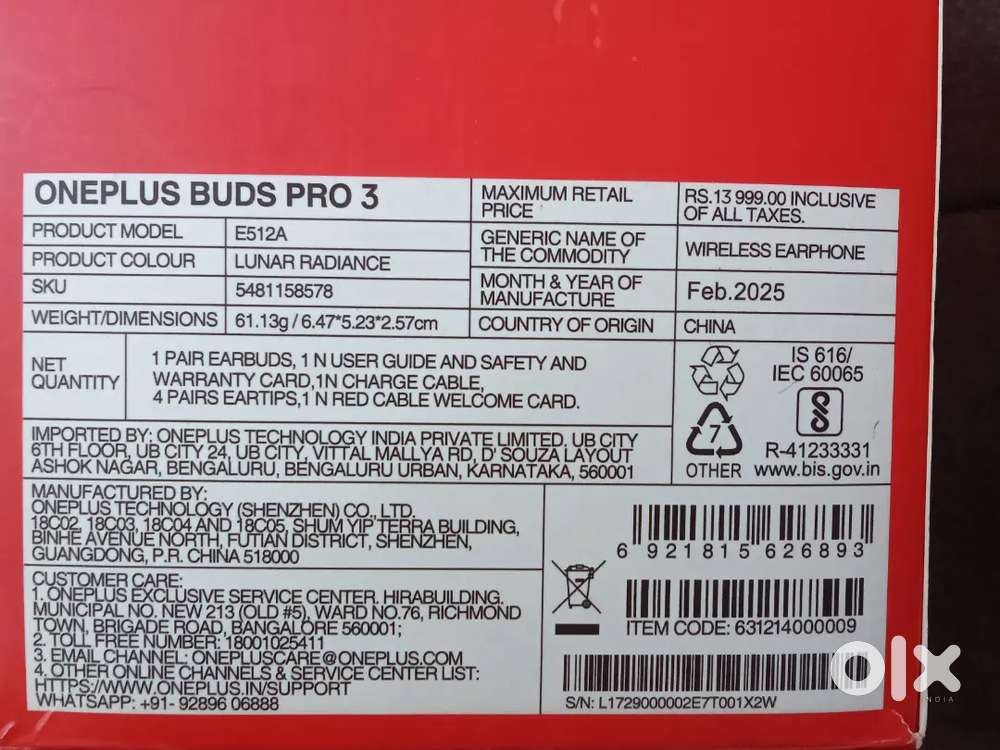 ONEPLUS BUDS PRO 3
PRODUCT MODEL E512A
PRODUCT COLOUR LUNAR RADIANCE
SKU 5481158578
WEIGHT/DIMENSIONS 61.13g / 6.47*5.23*2.57cm
MAXIMUM RETAIL
PRICE
RS.13 999.00 INCLUSIVE
OF ALL TAXES.
GENERIC NAME OF
THE COMMODITY
WIRELESS EARPHONE
MONTH & YEAR OF
MANUFACTURE
Feb.2025
COUNTRY OF ORIGIN CHINA
NET
QUANTITY
1 PAIR EARBUDS, 1 N USER GUIDE AND SAFETY AND
WARRANTY CARD,1N CHARGE CABLE,
4 PAIRS EARTIPS,1 N RED CABLE WELCOME CARD.
IS 616/
IEC 60065
7
OTHER
R-41233331
www.bis.gov.in
IMPORTED BY: ONEPLUS TECHNOLOGY INDIA PRIVATE LIMITED. UB CITY
6TH FLOOR, UB CITY 24, UB CITY, VITTAL MALLYA RD, D' SOUZA LAYOUT
ASHOK NAGAR, BENGALURU, BENGALURU URBAN, KARNATAKA, 560001
MANUFACTURED BY:
ONEPLUS TECHNOLOGY (SHENZHEN) CO., LTD.
18C02, 18C03, 18C04 AND 18C05, SHUM YIP TERRA BUILDING,
BINHE AVENUE NORTH, FUTIAN DISTRICT, SHENZHEN,
GUANGDONG, P.R. CHINA 518000
CUSTOMER CARE:
1. ONEPLUS EXCLUSIVE SERVICE CENTER. HIRABUILDING.
MUNICIPAL NO. NEW 213 (OLD #5), WARD NO.76, RICHMOND
TOWN, BRIGADE ROAD, BANGALORE 560001;
2. TOLL FREE NUMBER: 18001025411
3. EMAIL CHANNEL: ONEPLUSCARE@ONEPLUS.COM
4. OTHER ONLINE CHANNELS & SERVICE CENTER LIST:
HTTPS://WWW.ONEPLUS.IN/SUPPORT
WHATSAPP: +91- 92896 06888
6 921815 626893
ITEM CODE: 631214000009
S/N: L1729000002E7T001X2W
olx
INDIA